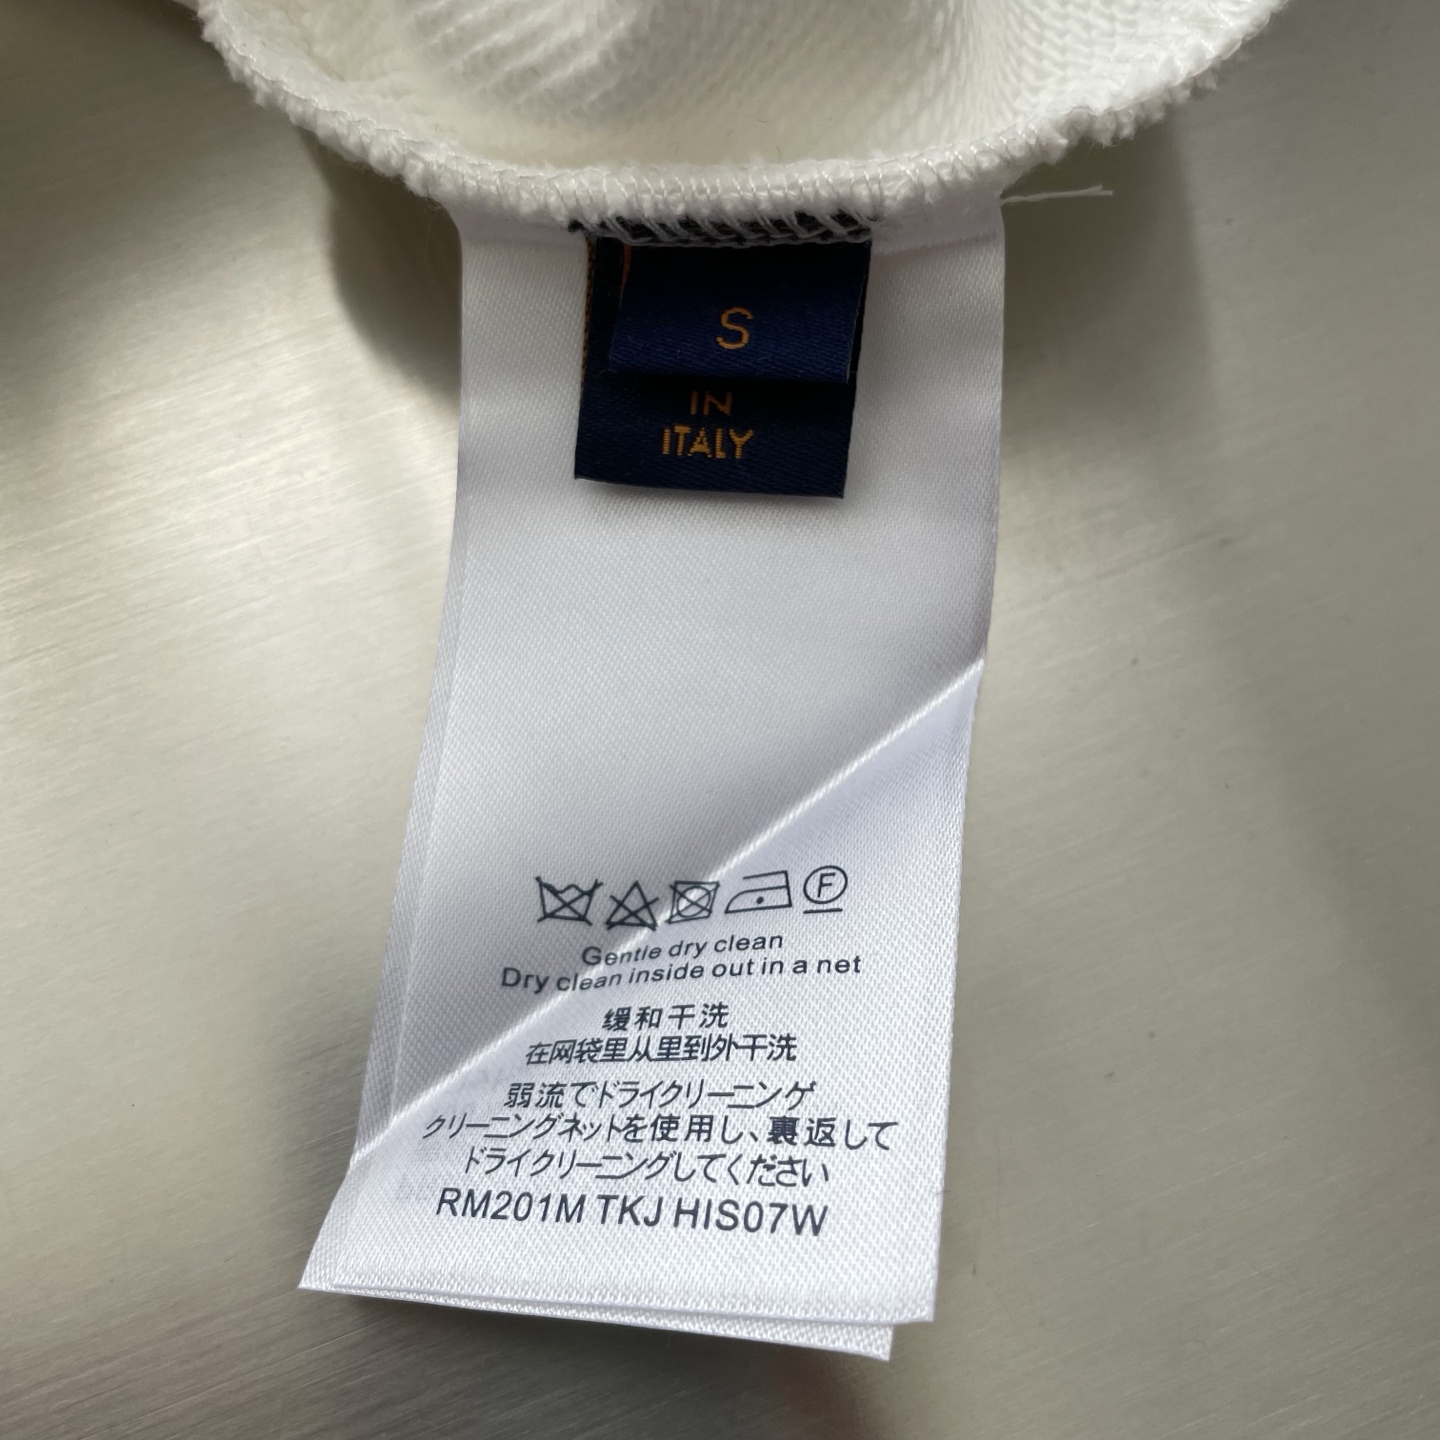 S
IN
ITALY
F
Gentle dry clean
Dry clean inside out in a net
缓和干洗
在网袋里从里到外干洗
弱流でドライクリーニンゲ
クリーニングネットを使用し、裏返して
ドライクリーニングしてください
RM201M TKJ HIS07W